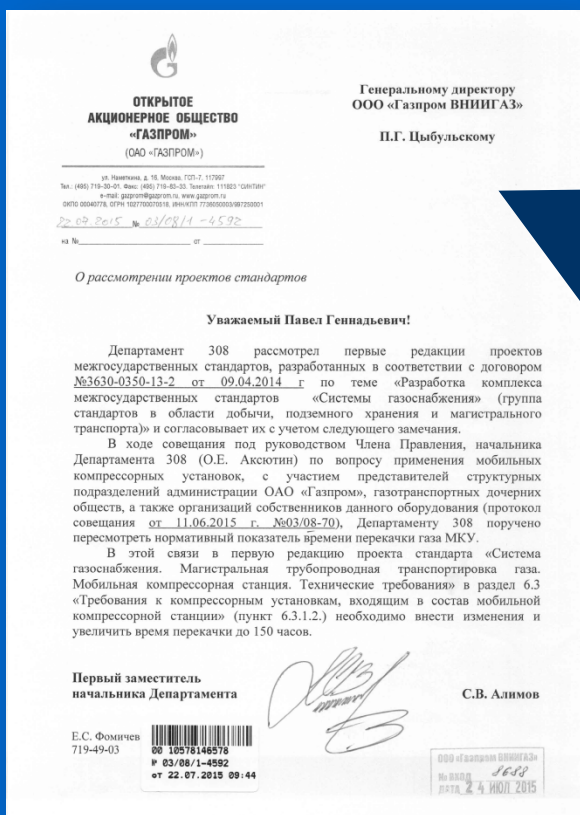 ОТКРЫТОЕ
АКЦИОНЕРНОЕ ОБЩЕСТВО
«ГАЗПРОМ»
(ОАО «ГАЗПРОМ»)
ул. Наметкина, д. 16, Москва, ГСП-7, 117997
Тел.: (495) 719-30-01, Факс: (495) 719-83-33, Телетайп: 111823 "СИНТИН"
e-mail: gazprom@gazprom.ru, www.gazprom.ru
ОКПО 00040778, ОГРН 1027700070518, ИНН/КПП 7736050003/997250001
22.07.2015 № 03/08/1-4592
на № от
Генеральному директору
ООО «Газпром ВНИИГАЗ»
П.Г. Цыбульскому
О рассмотрении проектов стандартов
Уважаемый Павел Геннадьевич!
Департамент 308 рассмотрел первые редакции проектов
межгосударственных стандартов, разработанных в соответствии с договором
№3630-0350-13-2 от 09.04.2014 г по теме «Разработка комплекса
межгосударственных стандартов «Системы газоснабжения» (группа
стандартов в области добычи, подземного хранения и магистрального
транспорта)» и согласовывает их с учетом следующего замечания.
В ходе совещания под руководством Члена Правления, начальника
Департамента 308 (О.Е. Аксютин) по вопросу применения мобильных
компрессорных установок, с участием представителей структурных
подразделений администрации ОАО «Газпром», газотранспортных дочерних
обществ, а также организаций собственников данного оборудования (протокол
совещания от 11.06.2015 г. №03/08-70), Департаменту 308 поручено
пересмотреть нормативный показатель времени перекачки газа МКУ.
В этой связи в первую редакцию проекта стандарта «Система
газоснабжения. Магистральная трубопроводная транспортировка газа.
Мобильная компрессорная станция. Технические требования» в раздел 6.3
«Требования к компрессорным установкам, входящим в состав мобильной
компрессорной станции» (пункт 6.3.1.2.) необходимо внести изменения и
увеличить время перекачки до 150 часов.
Первый заместитель
начальника Департамента
С.В. Алимов
Е.С. Фомичев
719-49-03
00 10578146578
№ 03/08/1-4592
от 22.07.2015 09:44
ООО «Газпром ВНИИГАЗ»
№ вход 8688
дата 24 ИЮЛ 2015